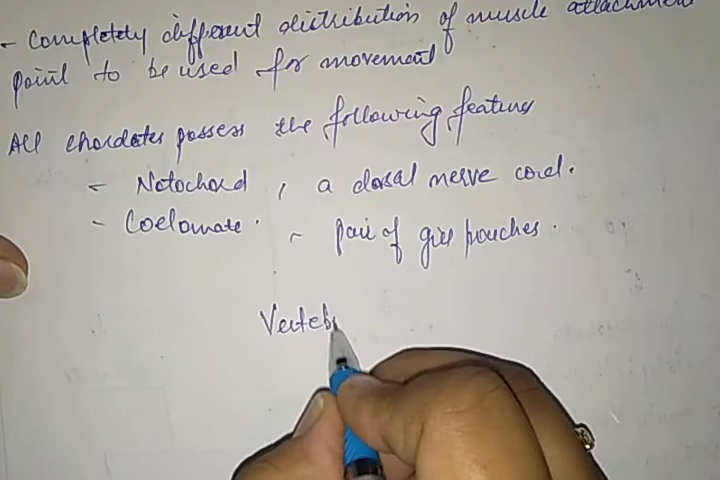 - Completely different distribution of muscle attachment
point to be used for movement
All chordates possess the following features
- Notochord , a dorsal nerve cord.
- Coelomate. - Pair of gill pouches.
Verteb